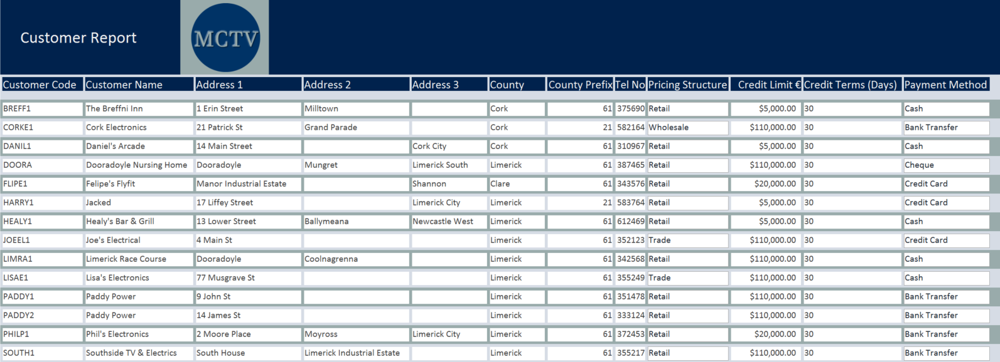 Customer Report
MCTV
Customer Code Customer Name Address 1 Address 2 Address 3 County County Prefix Tel No Pricing Structure Credit Limit € Credit Terms (Days) Payment Method
BREFF1 The Breffni Inn 1 Erin Street Milltown Cork 61 375690 Retail $5,000.00 30 Cash
CORKE1 Cork Electronics 21 Patrick St Grand Parade Cork 21 582164 Wholesale $110,000.00 30 Bank Transfer
DANIL1 Daniel's Arcade 14 Main Street Cork City Cork 61 310967 Retail $5,000.00 30 Cash
DOORA Dooradoyle Nursing Home Dooradoyle Mungret Limerick South Limerick 61 387465 Retail $110,000.00 30 Cheque
FLIPE1 Felipe's Flyfit Manor Industrial Estate Shannon Clare 61 343576 Retail $20,000.00 30 Credit Card
HARRY1 Jacked 17 Liffey Street Limerick City Limerick 21 583764 Retail $5,000.00 30 Credit Card
HEALY1 Healy's Bar & Grill 13 Lower Street Ballymeana Newcastle West Limerick 61 612469 Retail $5,000.00 30 Cash
JOEEL1 Joe's Electrical 4 Main St Limerick 61 352123 Trade $110,000.00 30 Credit Card
LIMRA1 Limerick Race Course Dooradoyle Coolnagrenna Limerick 61 342568 Retail $110,000.00 30 Cash
LISAE1 Lisa's Electronics 77 Musgrave St Limerick 61 355249 Trade $110,000.00 30 Cash
PADDY1 Paddy Power 9 John St Limerick 61 351478 Retail $110,000.00 30 Bank Transfer
PADDY2 Paddy Power 14 James St Limerick 61 333124 Retail $110,000.00 30 Bank Transfer
PHILP1 Phil's Electronics 2 Moore Place Moyross Limerick City Limerick 61 372453 Retail $20,000.00 30 Bank Transfer
SOUTH1 Southside TV & Electrics South House Limerick Industrial Estate Limerick 61 355217 Retail $110,000.00 30 Bank Transfer